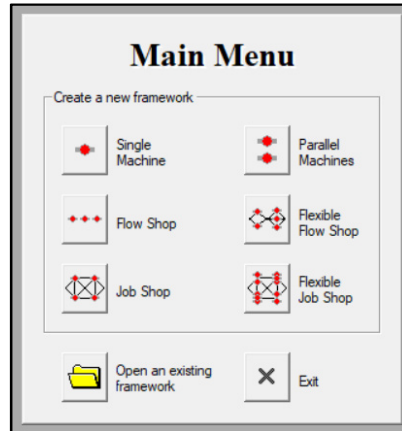 Main Menu
Create a new framework
Single
Machine
Parallel
Machines
Flow Shop
Flexible
Flow Shop
Job Shop
Flexible
Job Shop
Open an existing
framework
Exit